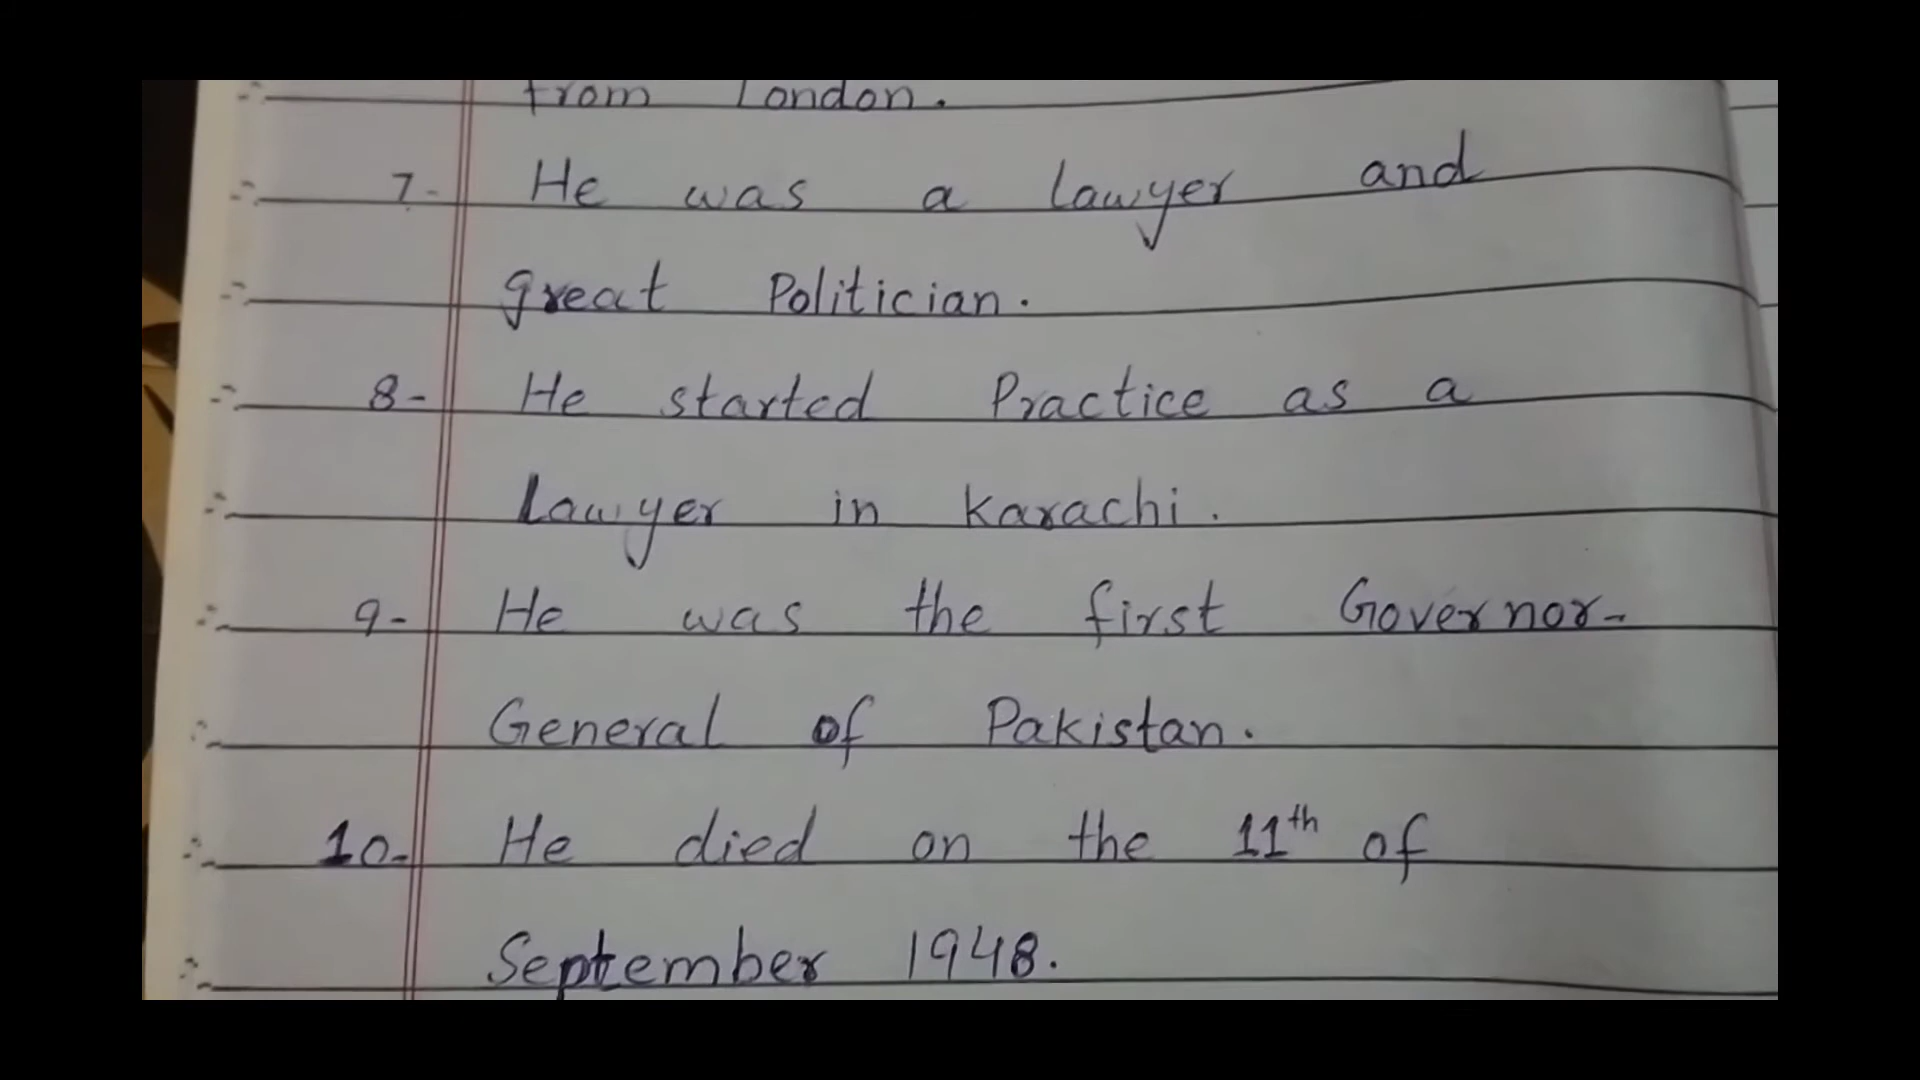 from London.
7- He was a lawyer and
great Politician.
8- He started Practice as a
Lawyer in Karachi.
9- He was the first Governor-
General of Pakistan.
10- He died on the 11th of
September 1948.